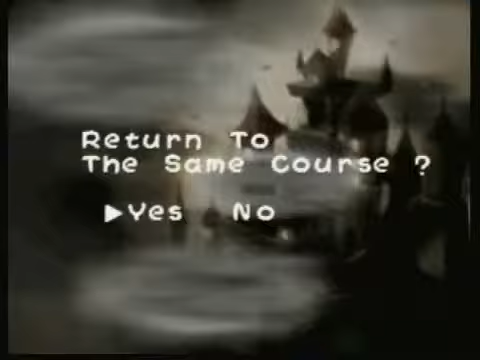 Return To
The Same Course ?
▶Yes No